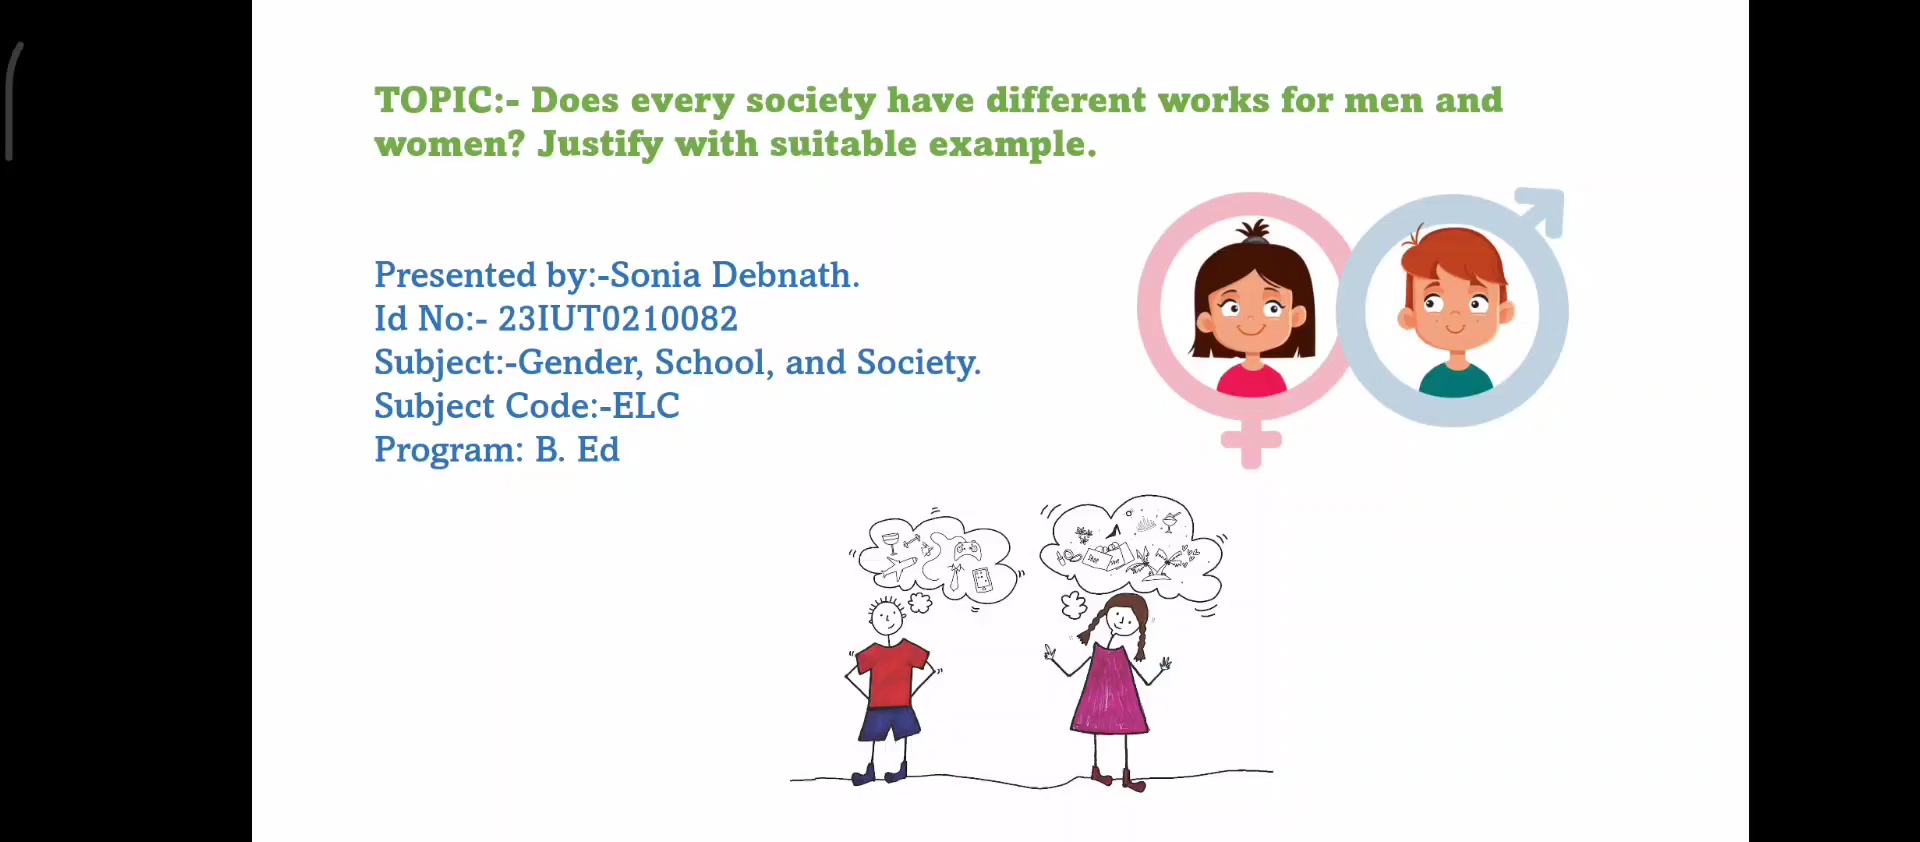 TOPIC:- Does every society have different works for men and
women? Justify with suitable example.
Presented by:-Sonia Debnath.
Id No:- 23IUT0210082
Subject:-Gender, School, and Society.
Subject Code:-ELC
Program: B. Ed